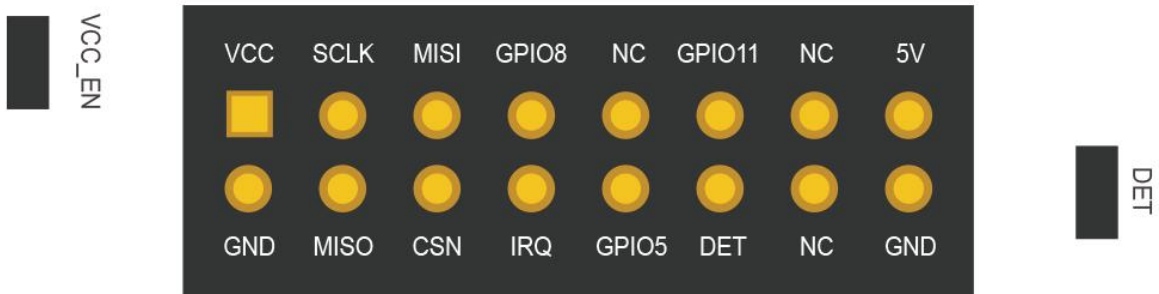 VCC_EN
VCC SCLK MISI GPIO8 NC GPIO11 NC 5V
GND MISO CSN IRQ GPIO5 DET NC GND
DET